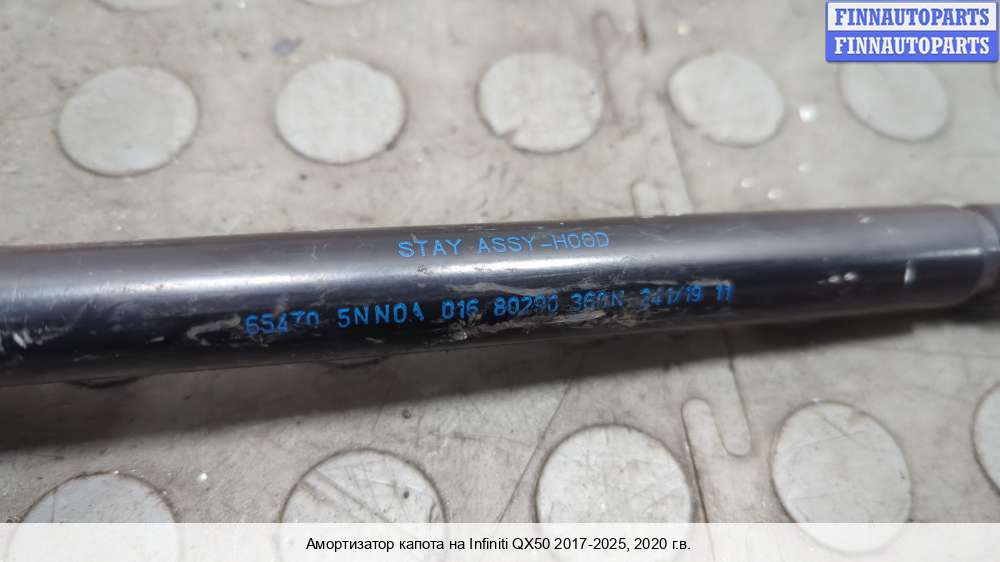 FINNAUTOPARTS
FINNAUTOPARTS
STAY ASSY-HOOD
65470 5NN0A 016 80290 360N 241/19 11
Амортизатор капота на Infiniti QX50 2017-2025, 2020 г.в.